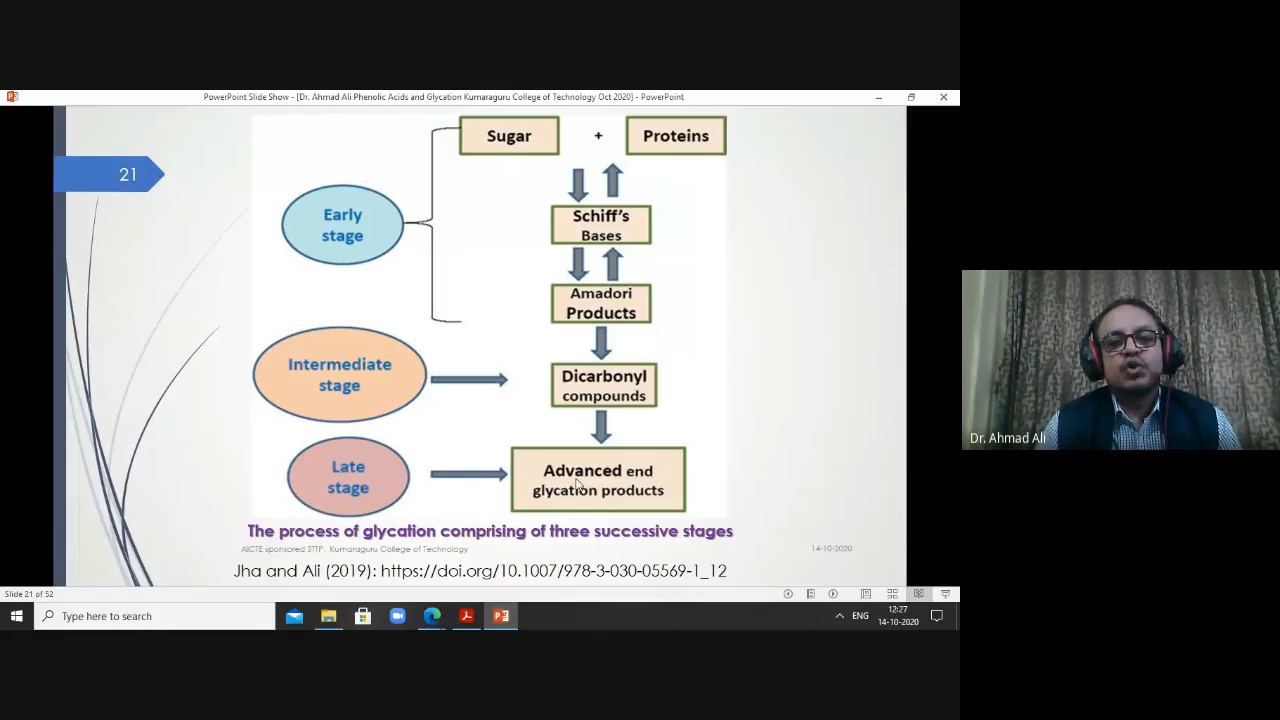 PowerPoint Slide Show - [Dr. Ahmad Ali Phenolic Acids and Glycation Kumaraguru College of Technology Oct 2020] - PowerPoint
21
Sugar + Proteins
Early
stage
Schiff's
Bases
Amadori
Products
Intermediate
stage
Dicarbonyl
compounds
Late
stage
Advanced end
glycation products
The process of glycation comprising of three successive stages
AICTE sponsored STTP, Kumaraguru College of Technology
14-10-2020
Jha and Ali (2019): https://doi.org/10.1007/978-3-030-05569-1_12
Slide 21 of 52
Type here to search
ENG
12:27
14-10-2020
Dr. Ahmad Ali